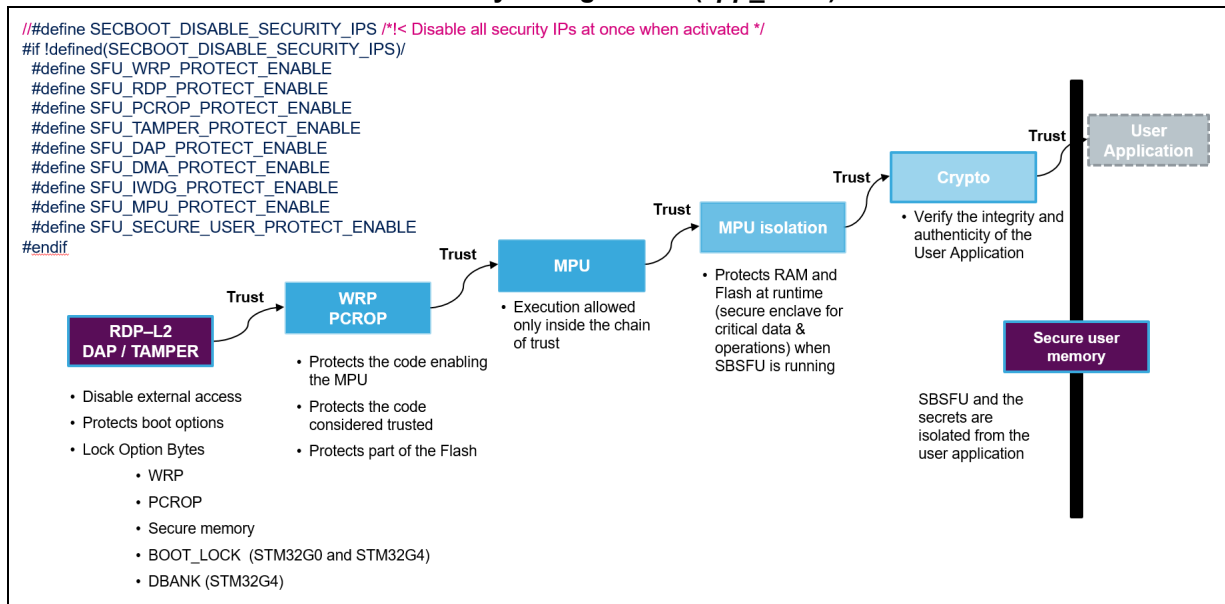 //#define SECBOOT_DISABLE_SECURITY_IPS /*!< Disable all security IPs at once when activated */
#if !defined(SECBOOT_DISABLE_SECURITY_IPS)/
#define SFU_WRP_PROTECT_ENABLE
#define SFU_RDP_PROTECT_ENABLE
#define SFU_PCROP_PROTECT_ENABLE
#define SFU_TAMPER_PROTECT_ENABLE
#define SFU_DAP_PROTECT_ENABLE
#define SFU_DMA_PROTECT_ENABLE
#define SFU_IWDG_PROTECT_ENABLE
#define SFU_MPU_PROTECT_ENABLE
#define SFU_SECURE_USER_PROTECT_ENABLE
#endif
RDP–L2
DAP / TAMPER
• Disable external access
• Protects boot options
• Lock Option Bytes
• WRP
• PCROP
• Secure memory
• BOOT_LOCK (STM32G0 and STM32G4)
• DBANK (STM32G4)
Trust
WRP
PCROP
• Protects the code enabling
the MPU
• Protects the code
considered trusted
• Protects part of the Flash
Trust
MPU
• Execution allowed
only inside the chain
of trust
Trust
MPU isolation
• Protects RAM and
Flash at runtime
(secure enclave for
critical data &
operations) when
SBSFU is running
Trust
Crypto
• Verify the integrity and
authenticity of the
User Application
Trust
User
Application
Secure user
memory
SBSFU and the
secrets are
isolated from the
user application